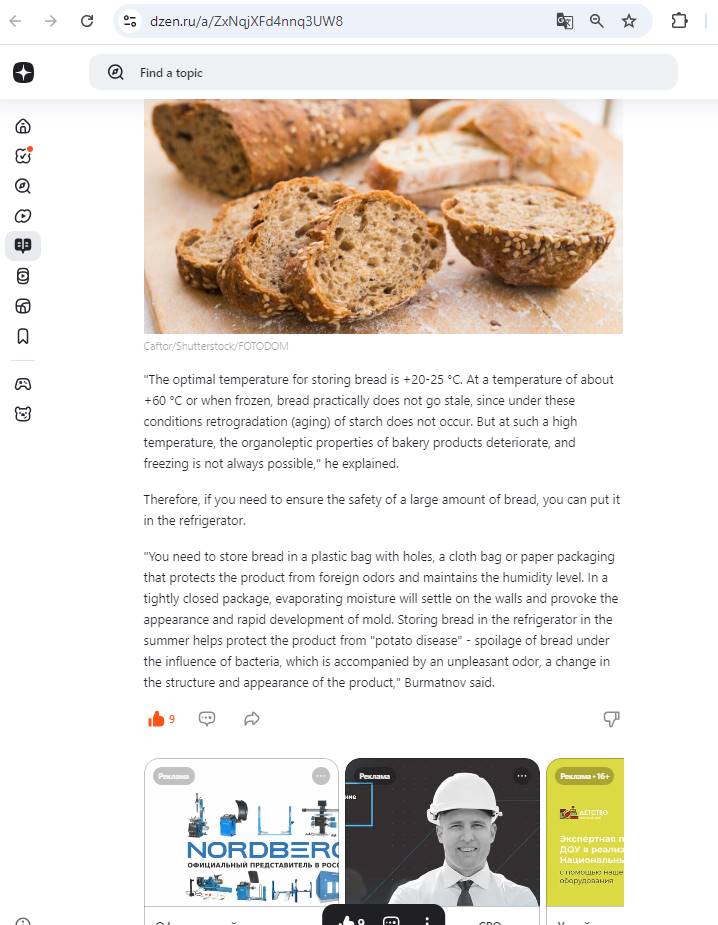 dzen.ru/a/ZxNqjXFd4nnq3UW8
Find a topic
Caftor/Shutterstock/FOTODOM
"The optimal temperature for storing bread is +20-25 °C. At a temperature of about
+60 °C or when frozen, bread practically does not go stale, since under these
conditions retrogradation (aging) of starch does not occur. But at such a high
temperature, the organoleptic properties of bakery products deteriorate, and
freezing is not always possible," he explained.
Therefore, if you need to ensure the safety of a large amount of bread, you can put it
in the refrigerator.
"You need to store bread in a plastic bag with holes, a cloth bag or paper packaging
that protects the product from foreign odors and maintains the humidity level. In a
tightly closed package, evaporating moisture will settle on the walls and provoke the
appearance and rapid development of mold. Storing bread in the refrigerator in the
summer helps protect the product from "potato disease" - spoilage of bread under
the influence of bacteria, which is accompanied by an unpleasant odor, a change in
the structure and appearance of the product," Burmatnov said.
9
Реклама
NORDBERG
ОФИЦИАЛЬНЫЙ ПРЕДСТАВИТЕЛЬ В РОСС
Реклама
ние
Реклама • 16+
ДЕТСТВО
Экспертная п
ДОУ в реализ
Национальны
с помощью наше
оборудования
9